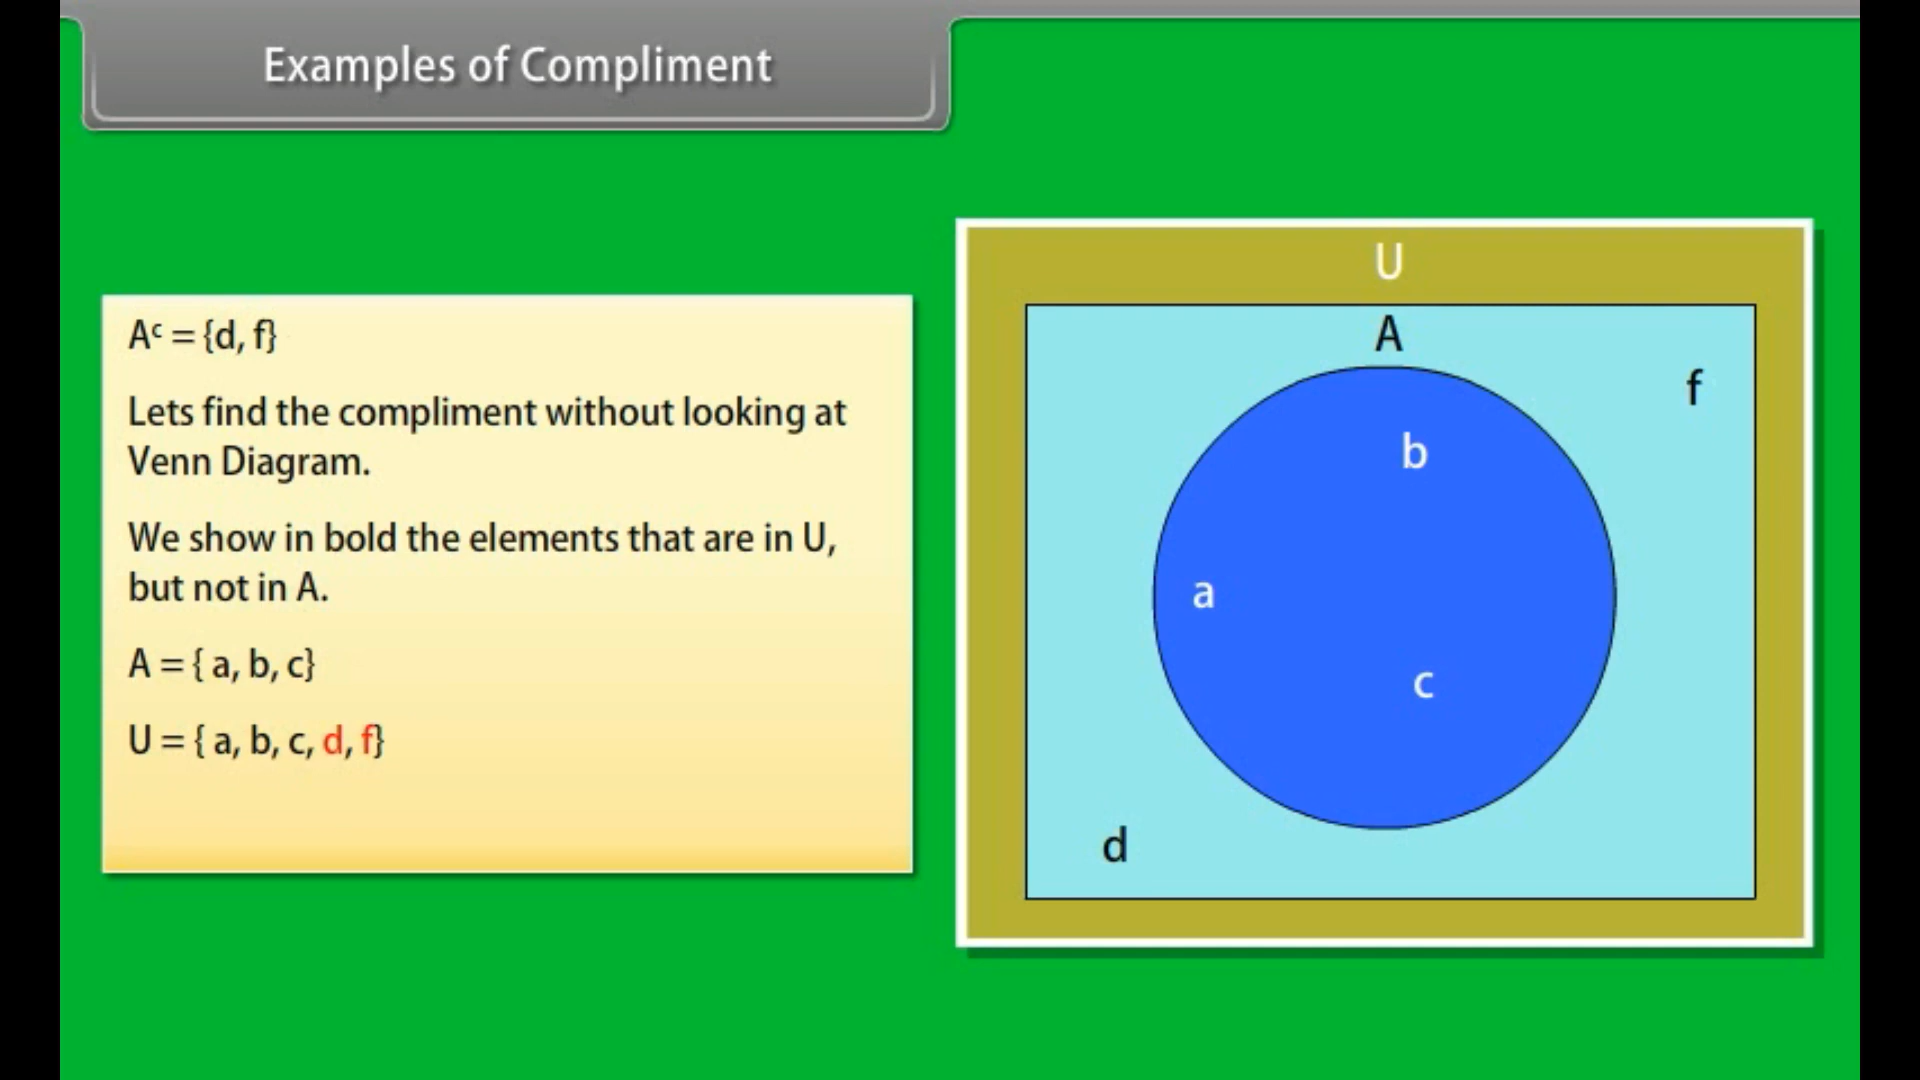 Examples of Compliment
Aᶜ = {d, f}
Lets find the compliment without looking at
Venn Diagram.
We show in bold the elements that are in U,
but not in A.
A = { a, b, c}
U = { a, b, c, d, f}
U
A
f
b
a
c
d